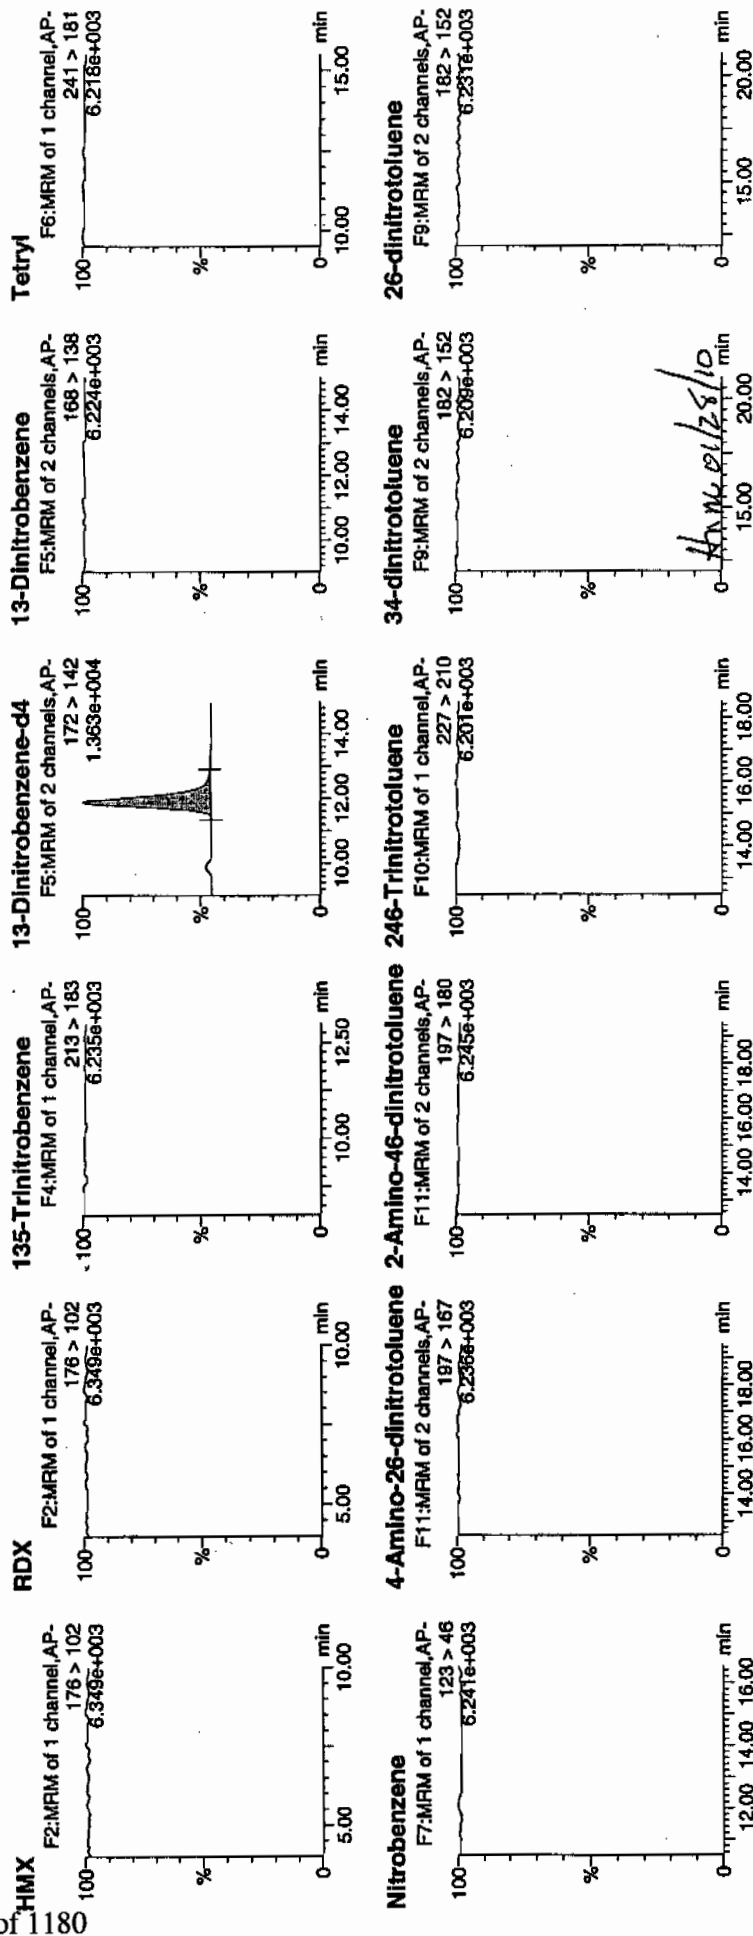 HMX
F2:MRM of 1 channel,AP-
176 > 102
6.349e+003
100
%
0
5.00 10.00 min
RDX
F2:MRM of 1 channel,AP-
176 > 102
6.349e+003
100
%
0
5.00 10.00 min
135-Trinitrobenzene
F4:MRM of 1 channel,AP-
213 > 183
6.235e+003
100
%
0
10.00 12.50 min
13-Dinitrobenzene-d4
F5:MRM of 2 channels,AP-
172 > 142
1.363e+004
100
%
0
10.00 12.00 14.00 min
13-Dinitrobenzene
F5:MRM of 2 channels,AP-
168 > 138
6.224e+003
100
%
0
10.00 12.00 14.00 min
Tetryl
F6:MRM of 1 channel,AP-
241 > 181
6.218e+003
100
%
0
10.00 15.00 min
Nitrobenzene
F7:MRM of 1 channel,AP-
123 > 46
6.241e+003
100
%
0
12.00 14.00 16.00 min
4-Amino-26-dinitrotoluene
F11:MRM of 2 channels,AP-
197 > 167
6.236e+003
100
%
0
14.00 16.00 18.00 min
2-Amino-46-dinitrotoluene
F11:MRM of 2 channels,AP-
197 > 180
6.245e+003
100
%
0
14.00 16.00 18.00 min
246-Trinitrotoluene
F10:MRM of 1 channel,AP-
227 > 210
6.201e+003
100
%
0
14.00 16.00 18.00 min
34-dinitrotoluene
F9:MRM of 2 channels,AP-
182 > 152
6.209e+003
100
%
0
15.00 20.00 min
01/28/10
26-dinitrotoluene
F9:MRM of 2 channels,AP-
182 > 152
6.231e+003
100
%
0
15.00 20.00 min
of 1180